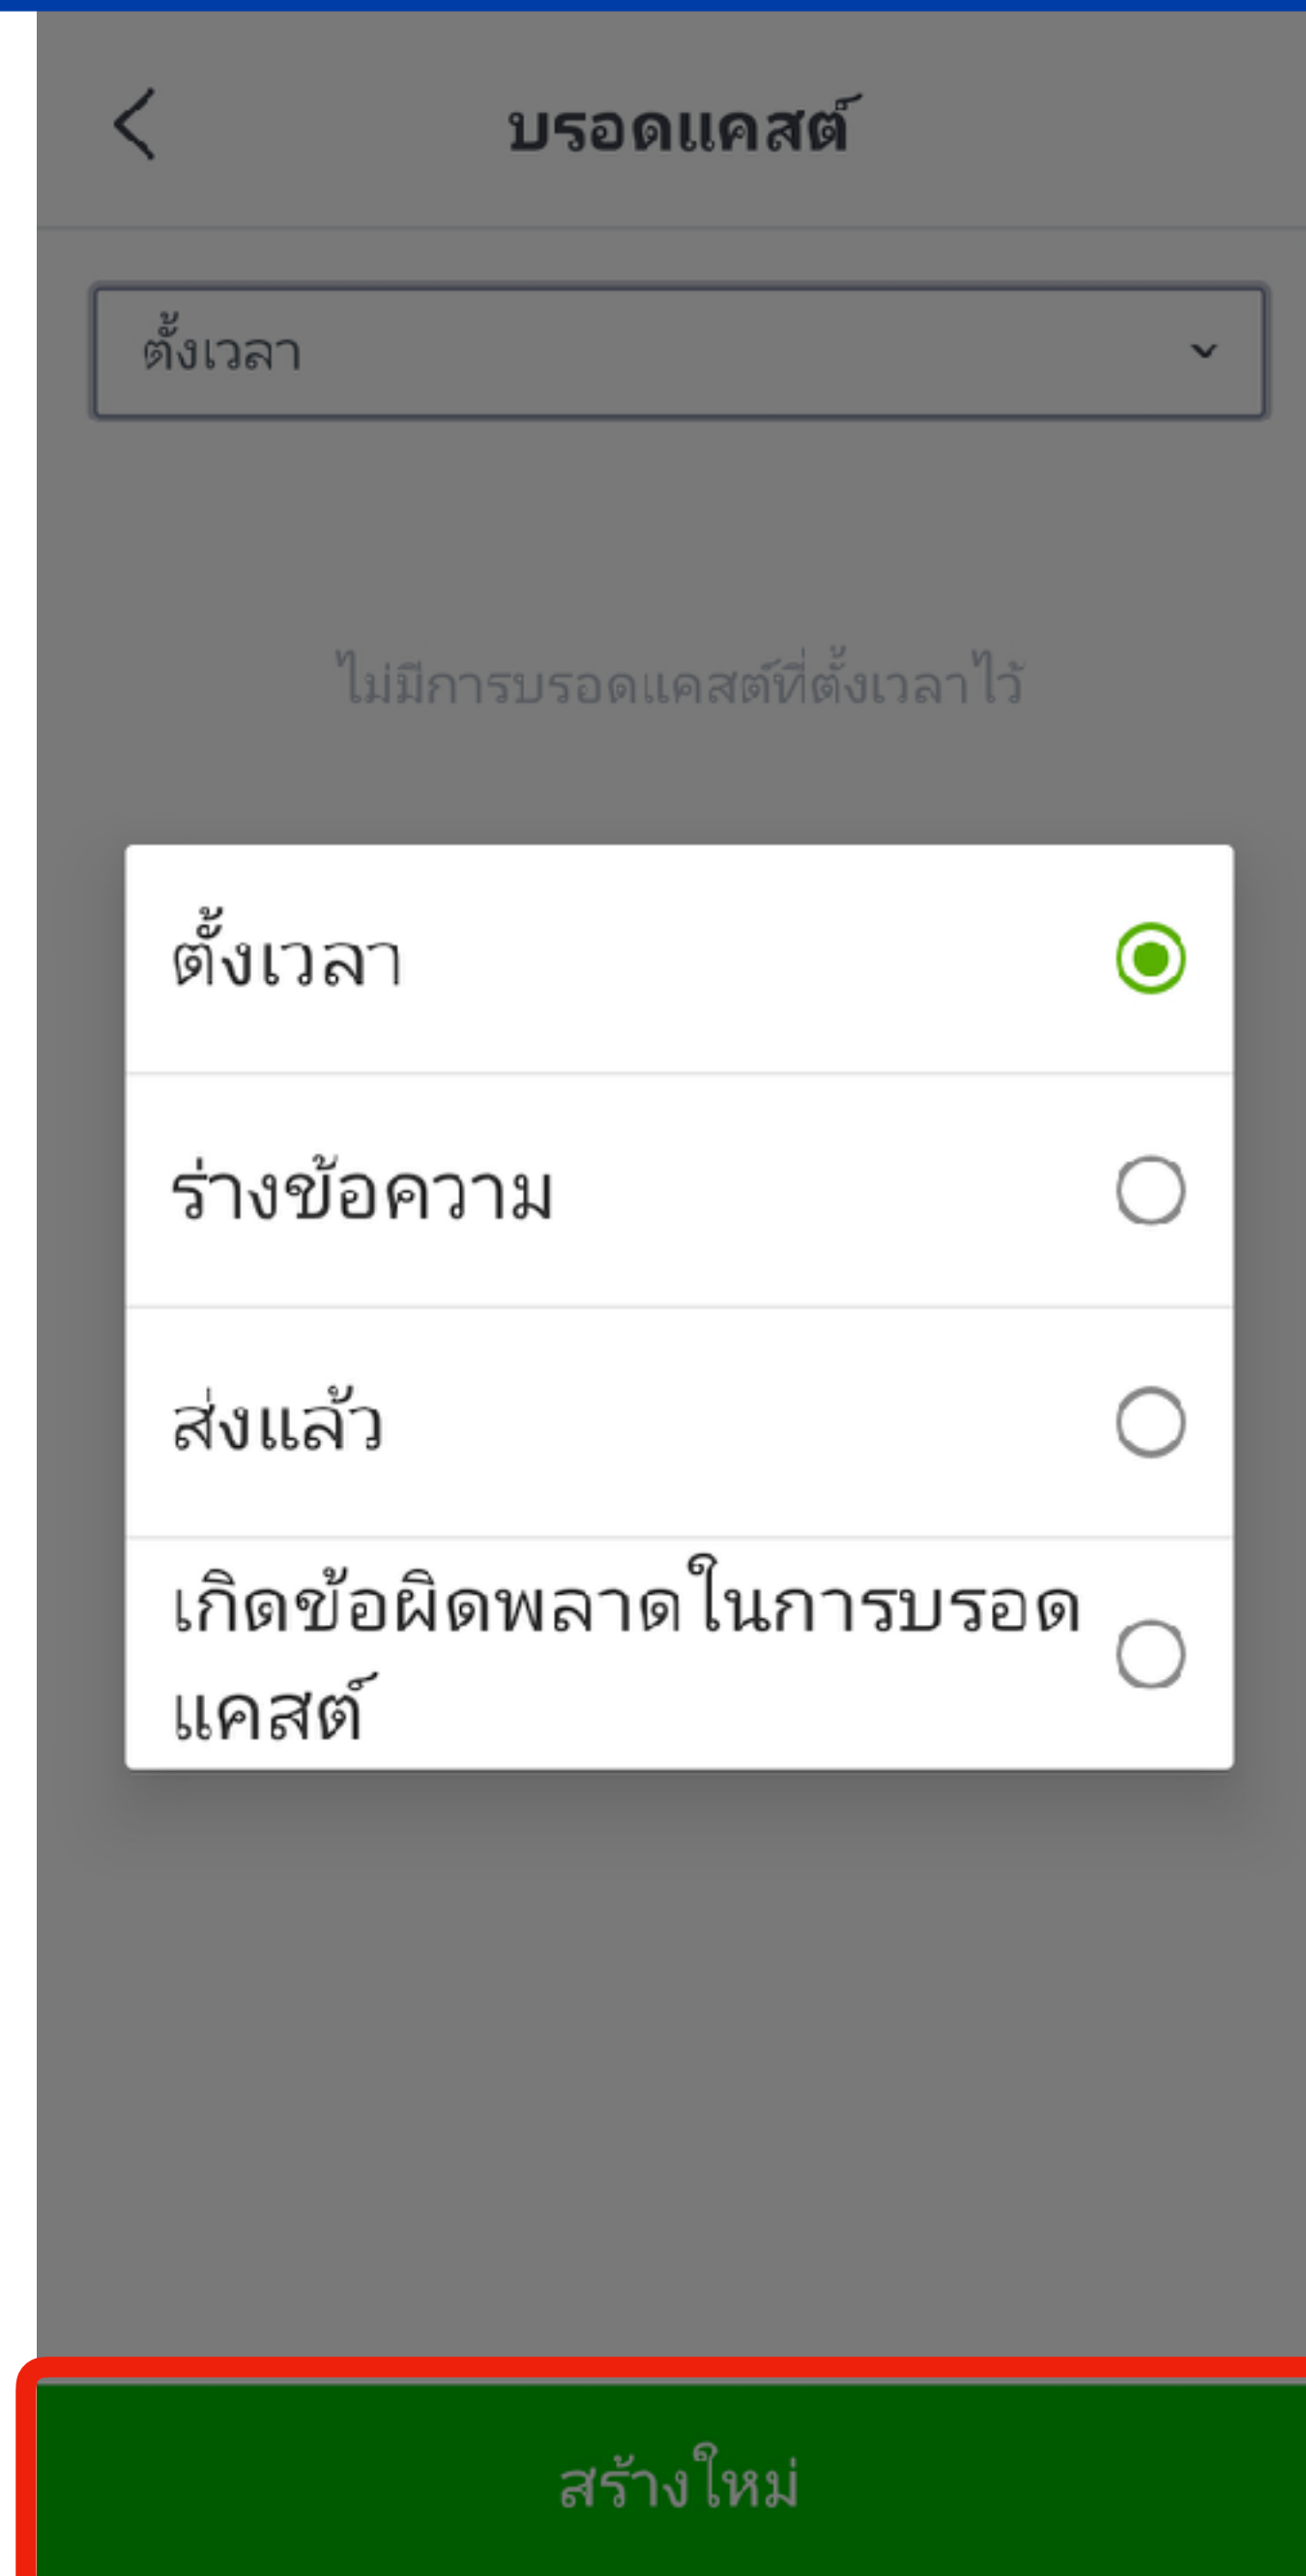 บรอดแคสต์
ตั้งเวลา
ไม่มีการบรอดแคสต์ที่ตั้งเวลาไว้
ตั้งเวลา
ร่างข้อความ
ส่งแล้ว
เกิดข้อผิดพลาดในการบรอด
แคสต์
สร้างใหม่